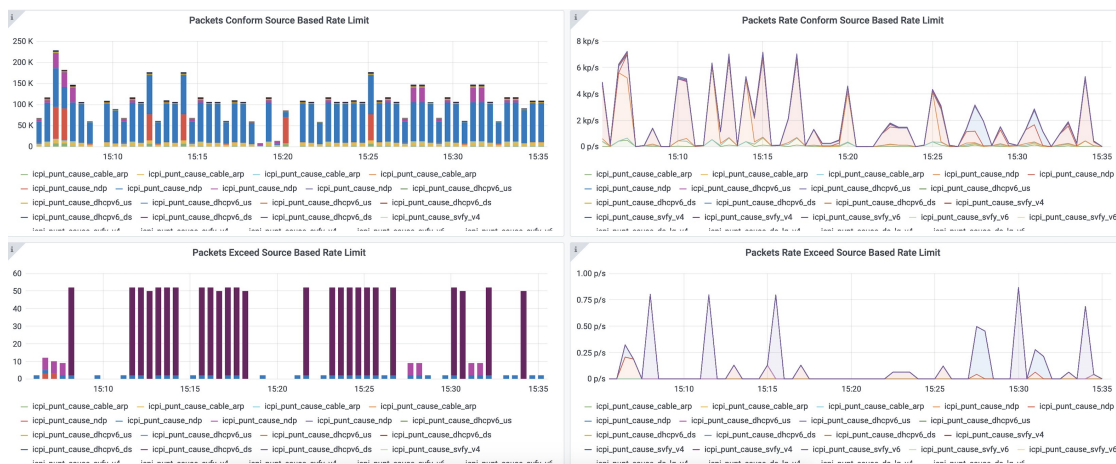 i
Packets Conform Source Based Rate Limit
250 K
200 K
150 K
100 K
50 K
0
15:10 15:15 15:20 15:25 15:30 15:35
icpi_punt_cause_cable_arp icpi_punt_cause_cable_arp icpi_punt_cause_cable_arp icpi_punt_cause_cable_arp
icpi_punt_cause_ndp icpi_punt_cause_ndp icpi_punt_cause_ndp icpi_punt_cause_ndp icpi_punt_cause_dhcpv6_us
icpi_punt_cause_dhcpv6_us icpi_punt_cause_dhcpv6_us icpi_punt_cause_dhcpv6_us icpi_punt_cause_dhcpv6_ds
icpi_punt_cause_dhcpv6_ds icpi_punt_cause_dhcpv6_ds icpi_punt_cause_dhcpv6_ds icpi_punt_cause_svfy_v4
i
Packets Rate Conform Source Based Rate Limit
8 kp/s
6 kp/s
4 kp/s
2 kp/s
0 p/s
15:10 15:15 15:20 15:25 15:30 15:35
icpi_punt_cause_cable_arp icpi_punt_cause_cable_arp icpi_punt_cause_cable_arp icpi_punt_cause_ndp icpi_punt_cause_ndp
icpi_punt_cause_ndp icpi_punt_cause_dhcpv6_us icpi_punt_cause_dhcpv6_us icpi_punt_cause_dhcpv6_us
icpi_punt_cause_dhcpv6_ds icpi_punt_cause_dhcpv6_ds icpi_punt_cause_dhcpv6_ds icpi_punt_cause_svfy_v4
icpi_punt_cause_svfy_v4 icpi_punt_cause_svfy_v4 icpi_punt_cause_svfy_v6 icpi_punt_cause_svfy_v6 icpi_punt_cause_svfy_v6
i
Packets Exceed Source Based Rate Limit
60
50
40
30
20
10
0
15:10 15:15 15:20 15:25 15:30 15:35
icpi_punt_cause_cable_arp icpi_punt_cause_cable_arp icpi_punt_cause_cable_arp icpi_punt_cause_cable_arp
icpi_punt_cause_ndp icpi_punt_cause_ndp icpi_punt_cause_ndp icpi_punt_cause_ndp icpi_punt_cause_dhcpv6_us
icpi_punt_cause_dhcpv6_us icpi_punt_cause_dhcpv6_us icpi_punt_cause_dhcpv6_us icpi_punt_cause_dhcpv6_ds
icpi_punt_cause_dhcpv6_ds icpi_punt_cause_dhcpv6_ds icpi_punt_cause_dhcpv6_ds icpi_punt_cause_svfy_v4
i
Packets Rate Exceed Source Based Rate Limit
1.00 p/s
0.75 p/s
0.50 p/s
0.25 p/s
0 p/s
15:10 15:15 15:20 15:25 15:30 15:35
icpi_punt_cause_cable_arp icpi_punt_cause_cable_arp icpi_punt_cause_cable_arp icpi_punt_cause_ndp icpi_punt_cause_ndp
icpi_punt_cause_ndp icpi_punt_cause_dhcpv6_us icpi_punt_cause_dhcpv6_us icpi_punt_cause_dhcpv6_us
icpi_punt_cause_dhcpv6_ds icpi_punt_cause_dhcpv6_ds icpi_punt_cause_dhcpv6_ds icpi_punt_cause_svfy_v4
icpi_punt_cause_svfy_v4 icpi_punt_cause_svfy_v4 icpi_punt_cause_svfy_v6 icpi_punt_cause_svfy_v6 icpi_punt_cause_svfy_v6